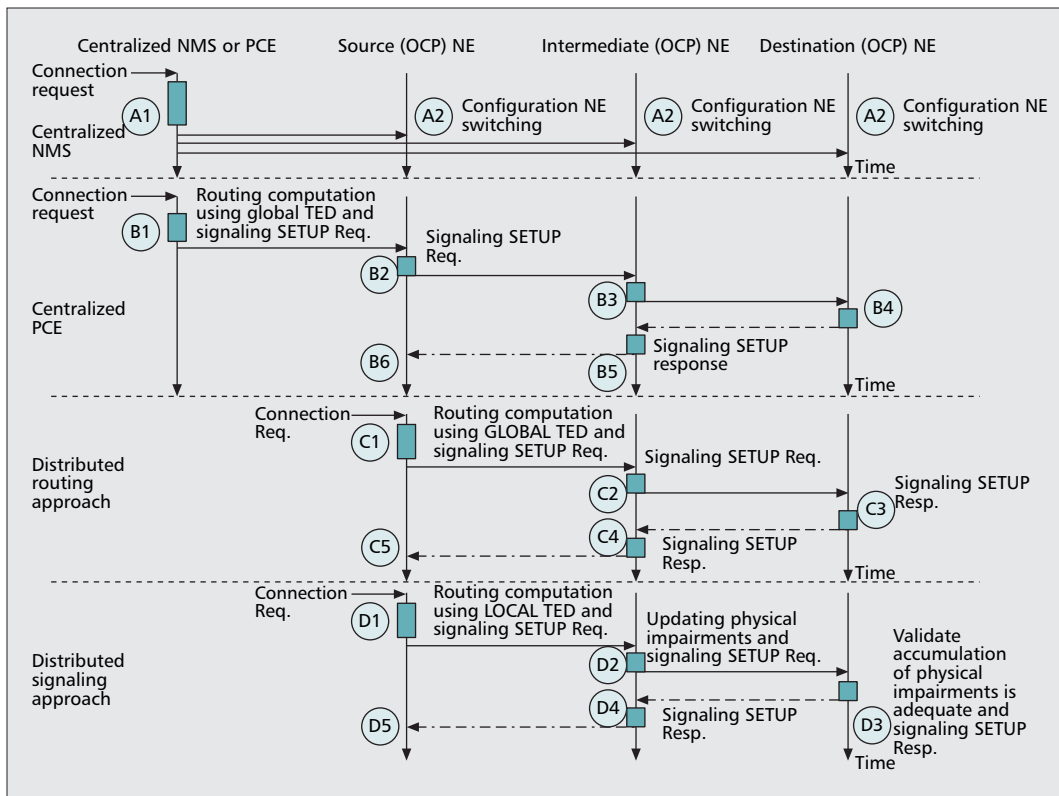 Centralized NMS or PCE
Source (OCP) NE
Intermediate (OCP) NE
Destination (OCP) NE
Connection
request
A1
Centralized
NMS
A2
Configuration NE
switching
A2
Configuration NE
switching
A2
Configuration NE
switching
Time
Connection
request
B1
Routing computation
using global TED and
signaling SETUP Req.
Signaling SETUP
Req.
B2
B3
B4
Centralized
PCE
B6
B5
Signaling SETUP
response
Time
Connection
Req.
C1
Routing computation
using GLOBAL TED and
signaling SETUP Req.
Signaling SETUP Req.
Distributed
routing
approach
C2
C3
Signaling SETUP
Resp.
C5
C4
Signaling SETUP
Resp.
Time
Connection
Req.
D1
Routing computation
using LOCAL TED and
signaling SETUP Req.
Updating physical
impairments and
signaling SETUP Req.
Validate
accumulation
of physical
impairments is
adequate and
signaling SETUP
Resp.
Distributed
signaling
approach
D2
D3
D5
D4
Signaling SETUP
Resp.
Time